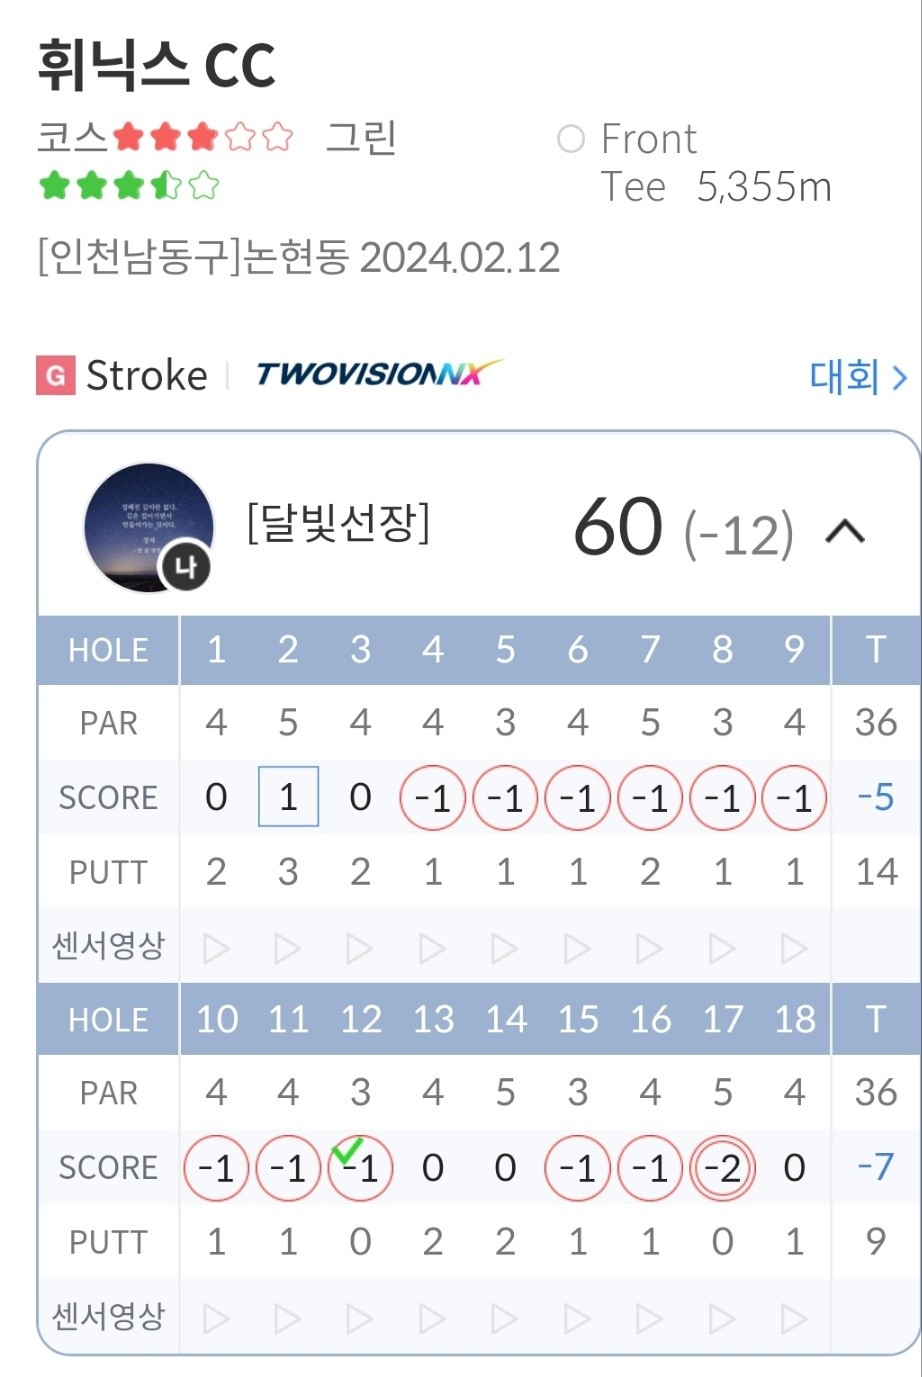 휘닉스 CC
코스 그린
Front
Tee 5,355m
[인천남동구]논현동 2024.02.12
G Stroke TWOVISIONNX 대회
나 [달빛선장] 60 (-12)
HOLE 1 2 3 4 5 6 7 8 9 T
PAR 4 5 4 4 3 4 5 3 4 36
SCORE 0 1 0 -1 -1 -1 -1 -1 -1 -5
PUTT 2 3 2 1 1 1 2 1 1 14
센서영상
HOLE 10 11 12 13 14 15 16 17 18 T
PAR 4 4 3 4 5 3 4 5 4 36
SCORE -1 -1 -1 0 0 -1 -1 -2 0 -7
PUTT 1 1 0 2 2 1 1 0 1 9
센서영상